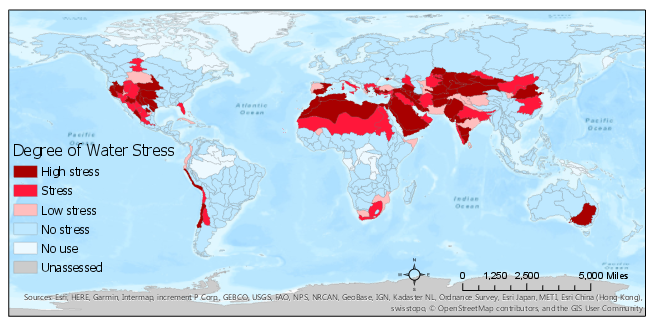 Atlantic
Ocean
Pacific
Ocean
Pacific
Ocean
Indian
Ocean
Degree of Water Stress
High stress
Stress
Low stress
No stress
No use
Unassessed
N
W
E
S
0 1,250 2,500 5,000 Miles
Sources: Esri, HERE, Garmin, Intermap, increment P Corp., GEBCO, USGS, FAO, NPS, NRCAN, GeoBase, IGN, Kadaster NL, Ordnance Survey, Esri Japan, METI, Esri China (Hong Kong),
swisstopo, © OpenStreetMap contributors, and the GIS User Community